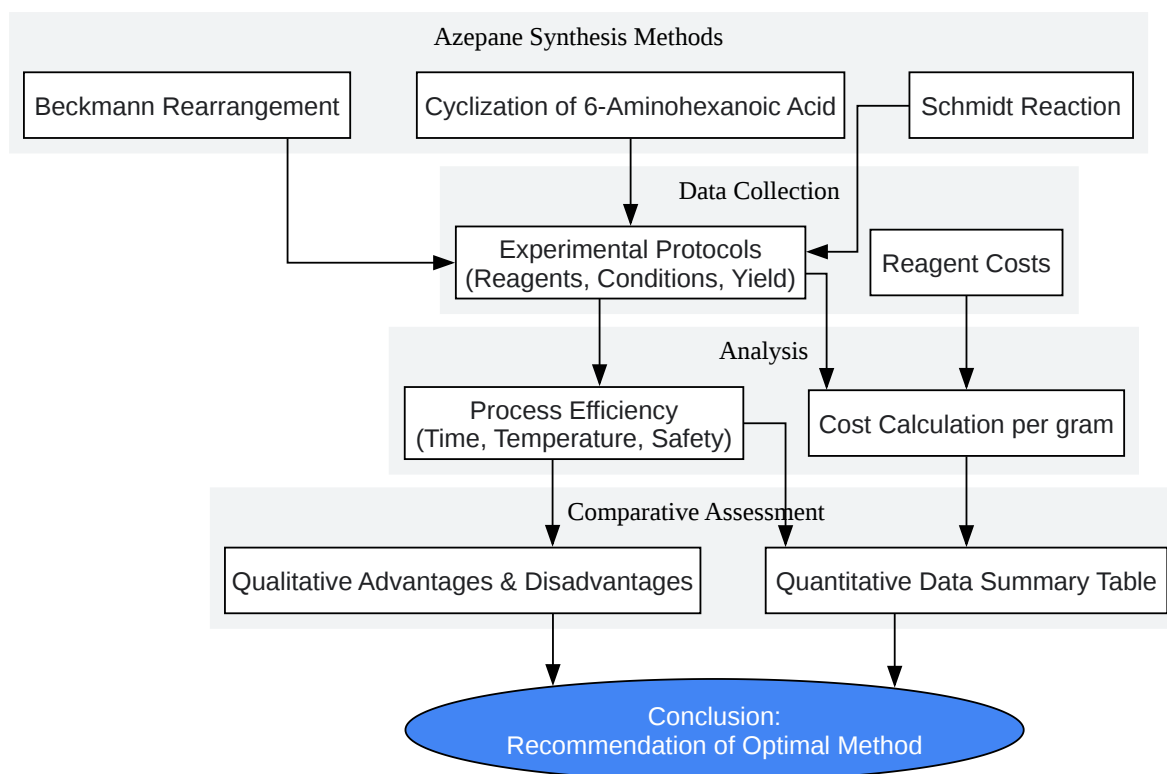 Azepane Synthesis Methods
Beckmann Rearrangement
Cyclization of 6-Aminohexanoic Acid
Schmidt Reaction
Data Collection
Experimental Protocols
(Reagents, Conditions, Yield)
Reagent Costs
Analysis
Process Efficiency
(Time, Temperature, Safety)
Cost Calculation per gram
Comparative Assessment
Qualitative Advantages & Disadvantages
Quantitative Data Summary Table
Conclusion:
Recommendation of Optimal Method